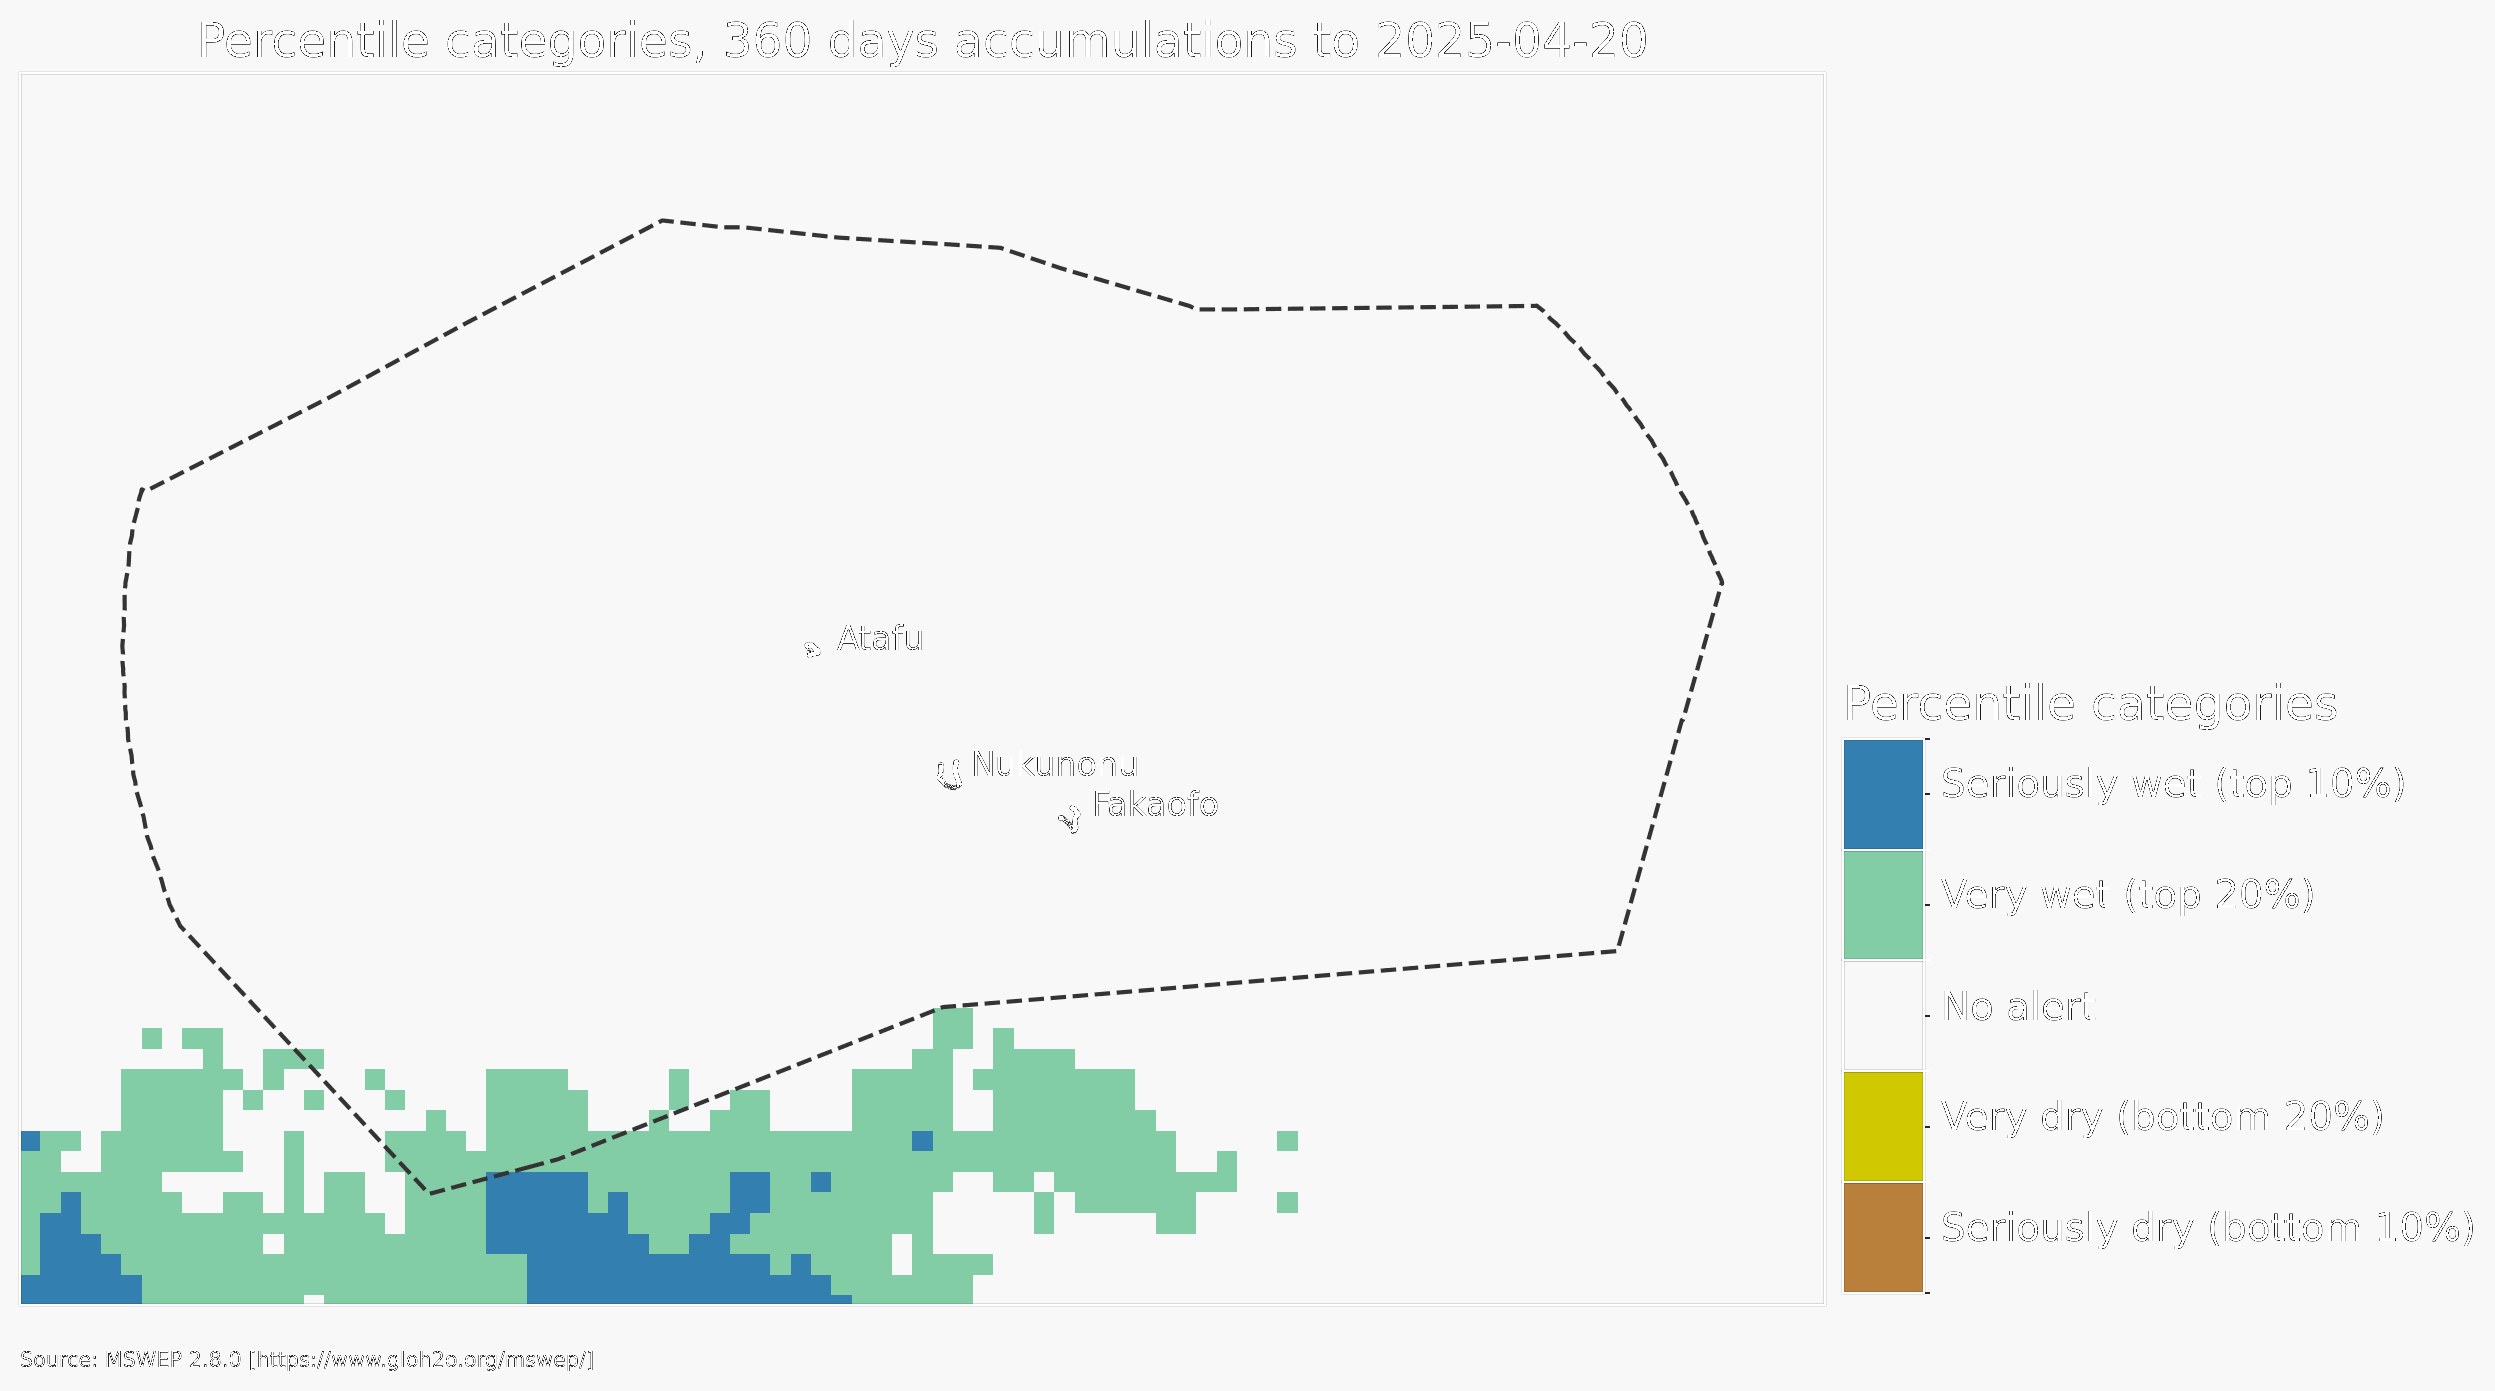 Percentile categories, 360 days accumulations to 2025-04-20
Atafu
Nukunonu
Fakaofo
Percentile categories
Seriously wet (top 10%)
Very wet (top 20%)
No alert
Very dry (bottom 20%)
Seriously dry (bottom 10%)
Source: MSWEP 2.8.0 [https://www.gloh2o.org/mswep/]